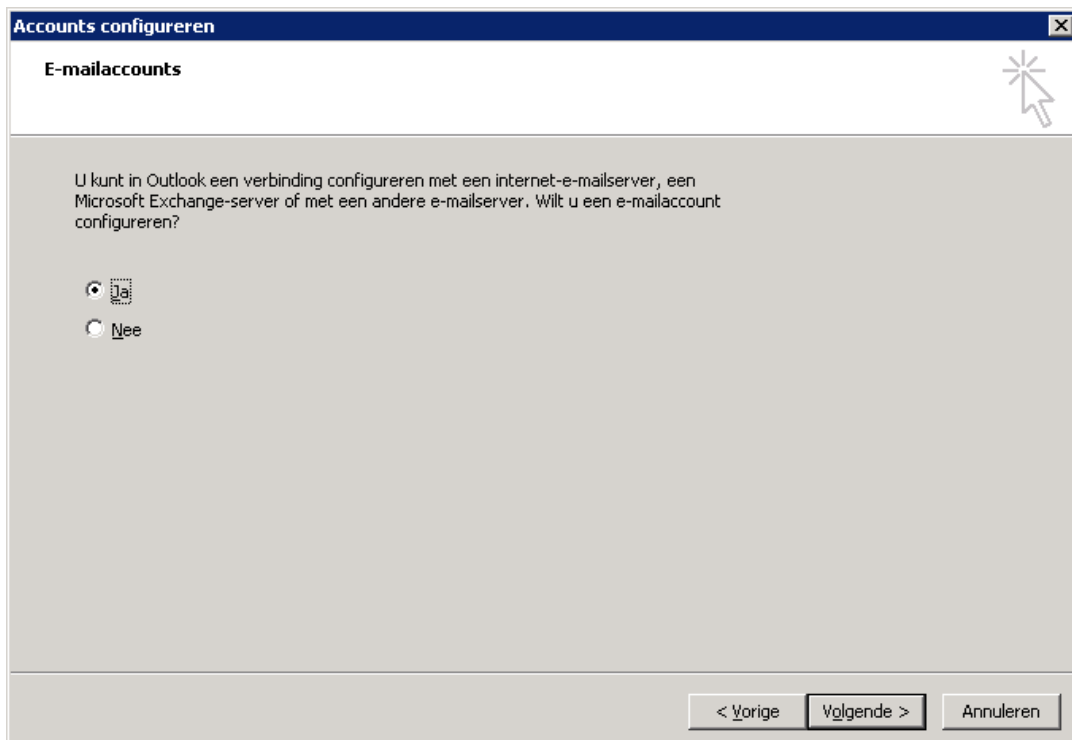 Accounts configureren
E-mailaccounts
U kunt in Outlook een verbinding configureren met een internet-e-mailserver, een
Microsoft Exchange-server of met een andere e-mailserver. Wilt u een e-mailaccount
configureren?
Ja
Nee
< Vorige
Volgende >
Annuleren